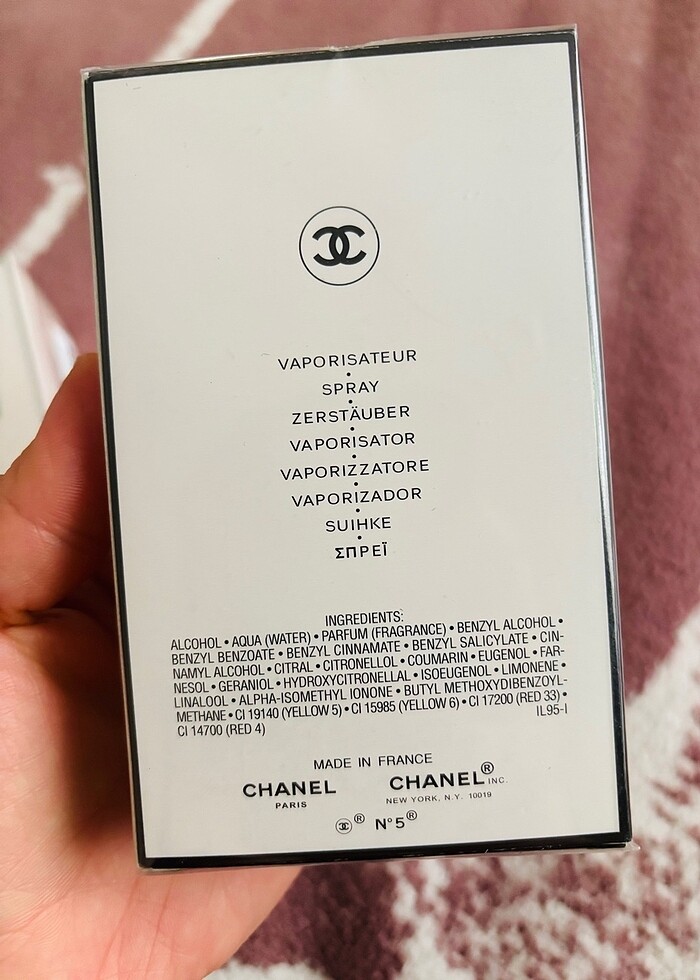 VAPORISATEUR
•
SPRAY
•
ZERSTÄUBER
•
VAPORISATOR
•
VAPORIZZATORE
•
VAPORIZADOR
•
SUIHKE
•
ΣΠΡΕΪ
INGREDIENTS:
ALCOHOL • AQUA (WATER) • PARFUM (FRAGRANCE) • BENZYL ALCOHOL •
BENZYL BENZOATE • BENZYL CINNAMATE • BENZYL SALICYLATE • CIN-
NAMYL ALCOHOL • CITRAL • CITRONELLOL • COUMARIN • EUGENOL • FAR-
NESOL • GERANIOL • HYDROXYCITRONELLAL • ISOEUGENOL • LIMONENE •
LINALOOL • ALPHA-ISOMETHYL IONONE • BUTYL METHOXYDIBENZOYL-
METHANE • CI 19140 (YELLOW 5) • CI 15985 (YELLOW 6) • CI 17200 (RED 33) •
CI 14700 (RED 4) IL95-I
MADE IN FRANCE
CHANEL CHANEL® INC.
PARIS NEW YORK, N.Y. 10019
® N°5®